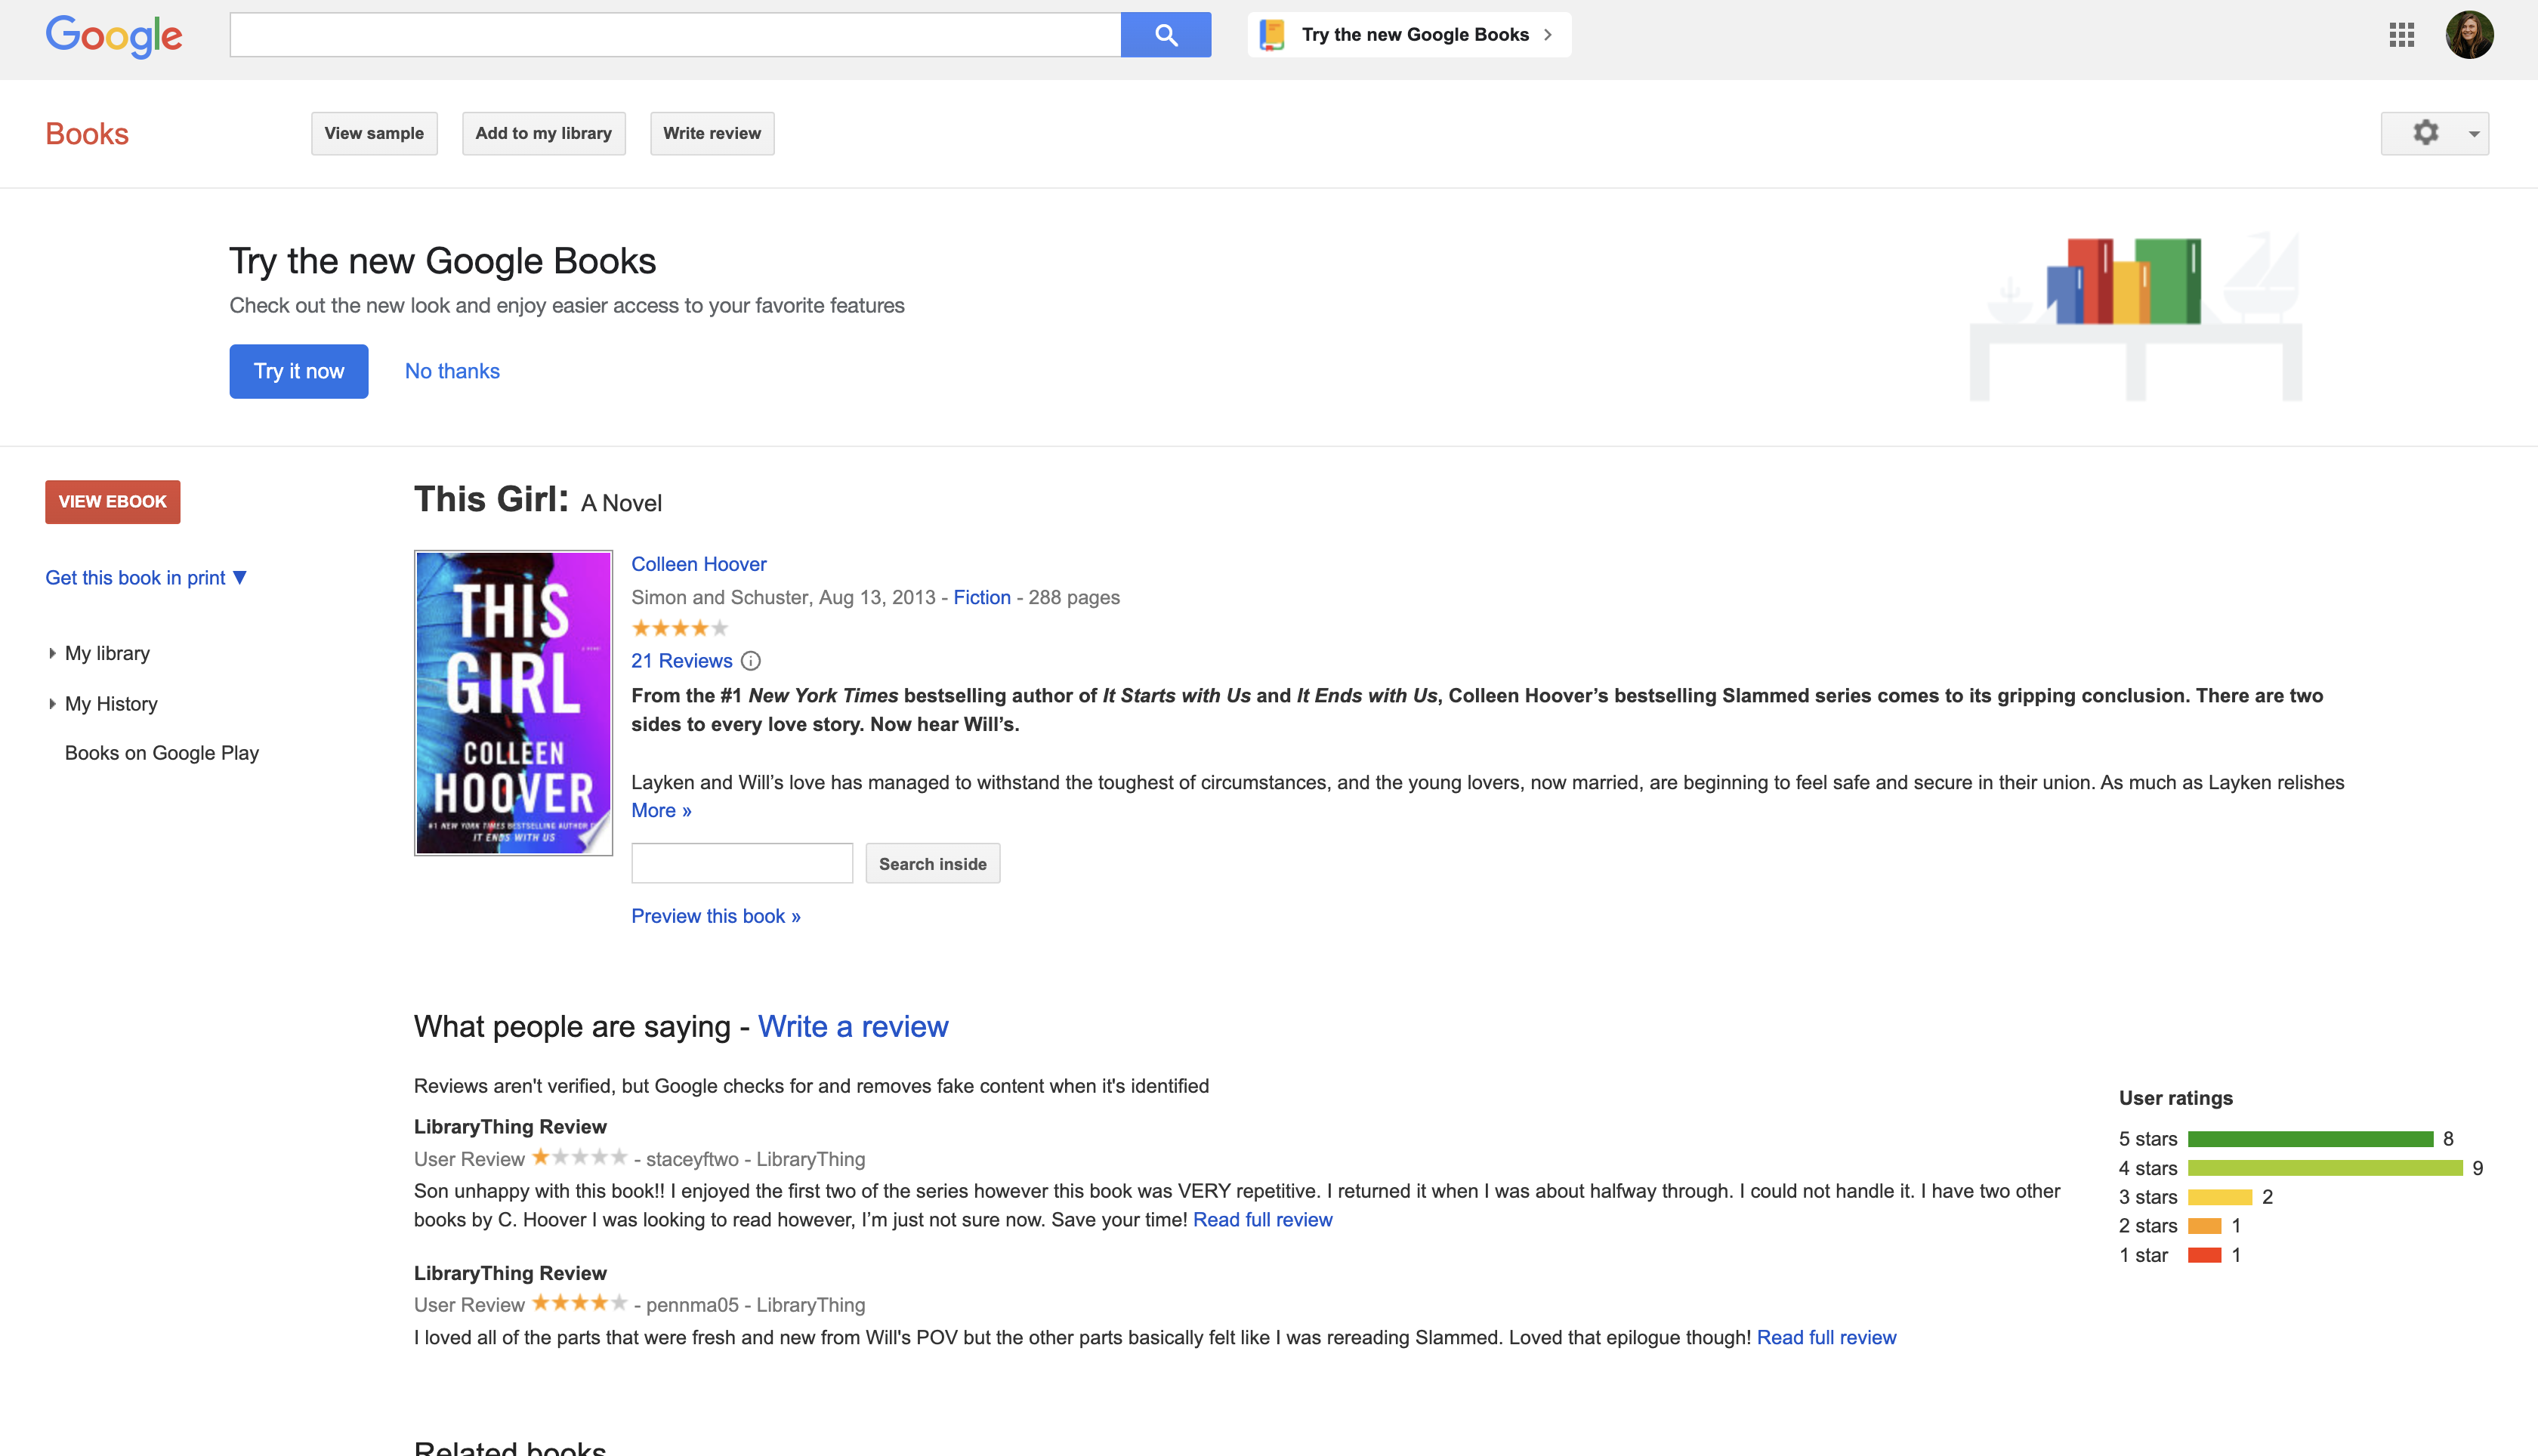 Google
Try the new Google Books
Books
View sample
Add to my library
Write review
Try the new Google Books
Check out the new look and enjoy easier access to your favorite features
Try it now
No thanks
VIEW EBOOK
Get this book in print ▼
My library
My History
Books on Google Play
This Girl: A Novel
THIS
GIRL
COLLEEN
HOOVER
#1 NEW YORK TIMES BESTSELLING AUTHOR
IT ENDS WITH US
Colleen Hoover
Simon and Schuster, Aug 13, 2013 - Fiction - 288 pages
21 Reviews
From the #1 New York Times bestselling author of It Starts with Us and It Ends with Us, Colleen Hoover’s bestselling Slammed series comes to its gripping conclusion. There are two
sides to every love story. Now hear Will’s.
Layken and Will’s love has managed to withstand the toughest of circumstances, and the young lovers, now married, are beginning to feel safe and secure in their union. As much as Layken relishes
More »
Search inside
Preview this book »
What people are saying - Write a review
Reviews aren't verified, but Google checks for and removes fake content when it's identified
LibraryThing Review
User Review - staceyftwo - LibraryThing
Son unhappy with this book!! I enjoyed the first two of the series however this book was VERY repetitive. I returned it when I was about halfway through. I could not handle it. I have two other
books by C. Hoover I was looking to read however, I’m just not sure now. Save your time! Read full review
LibraryThing Review
User Review - pennma05 - LibraryThing
I loved all of the parts that were fresh and new from Will's POV but the other parts basically felt like I was rereading Slammed. Loved that epilogue though! Read full review
User ratings
5 stars 8
4 stars 9
3 stars 2
2 stars 1
1 star 1
Related books